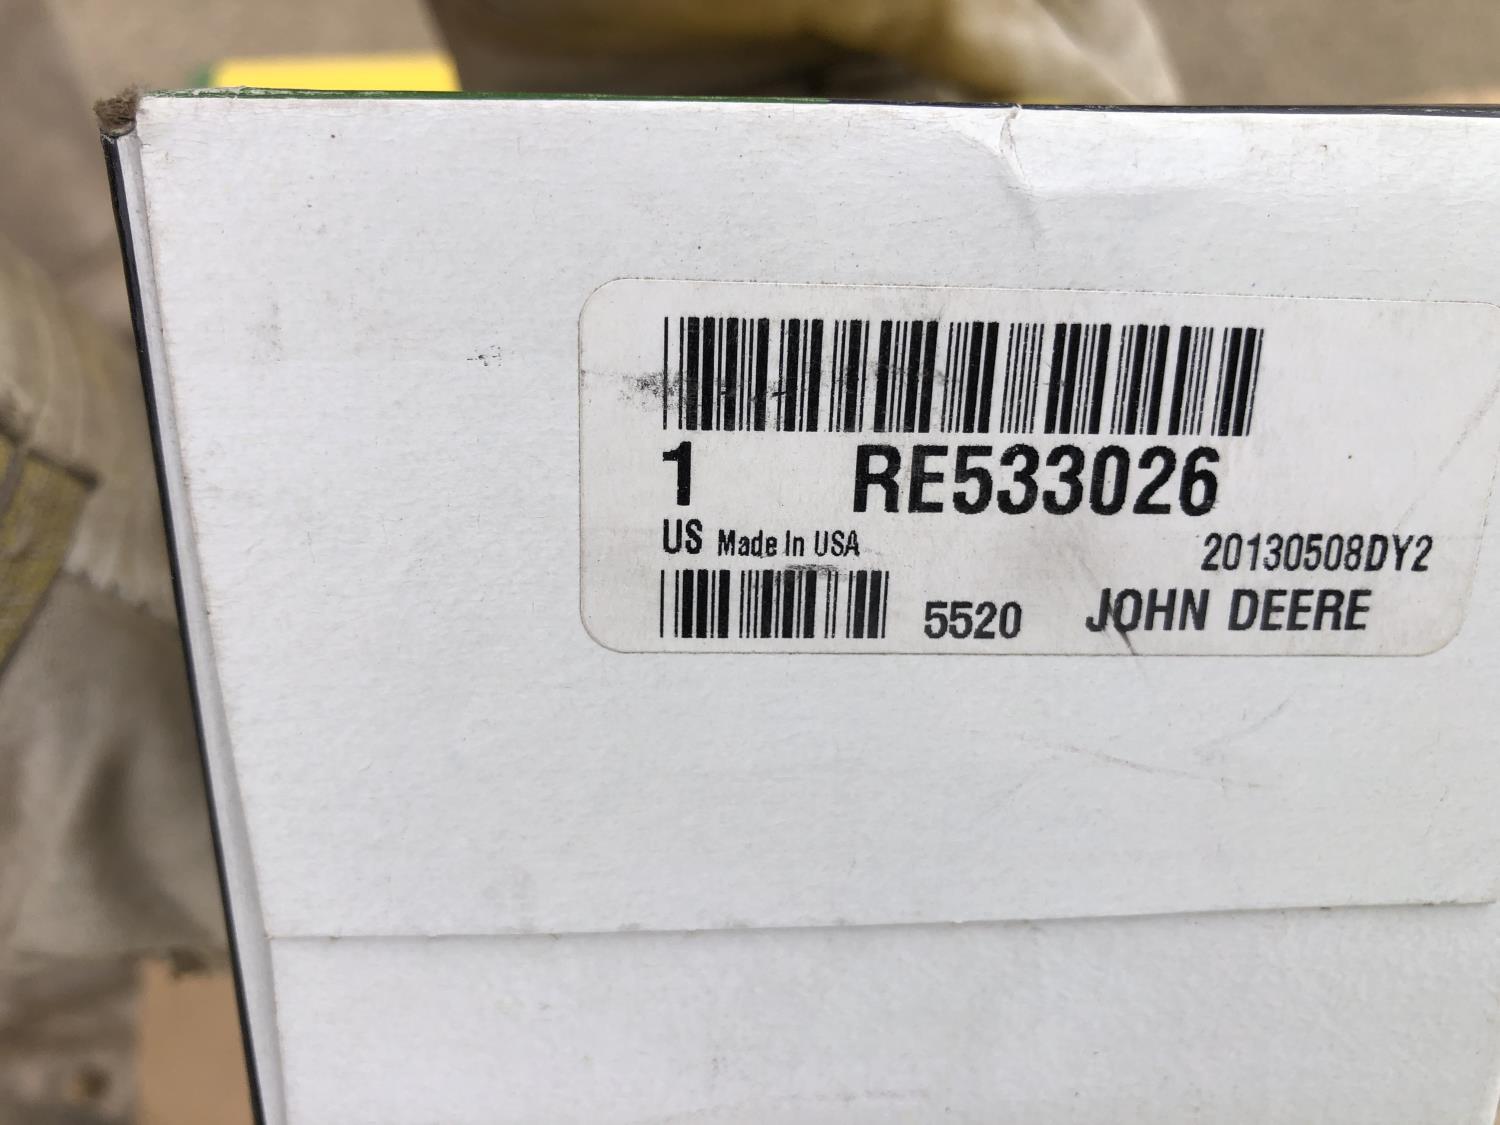 1 RE533026
US Made In USA 20130508DY2
5520 JOHN DEERE